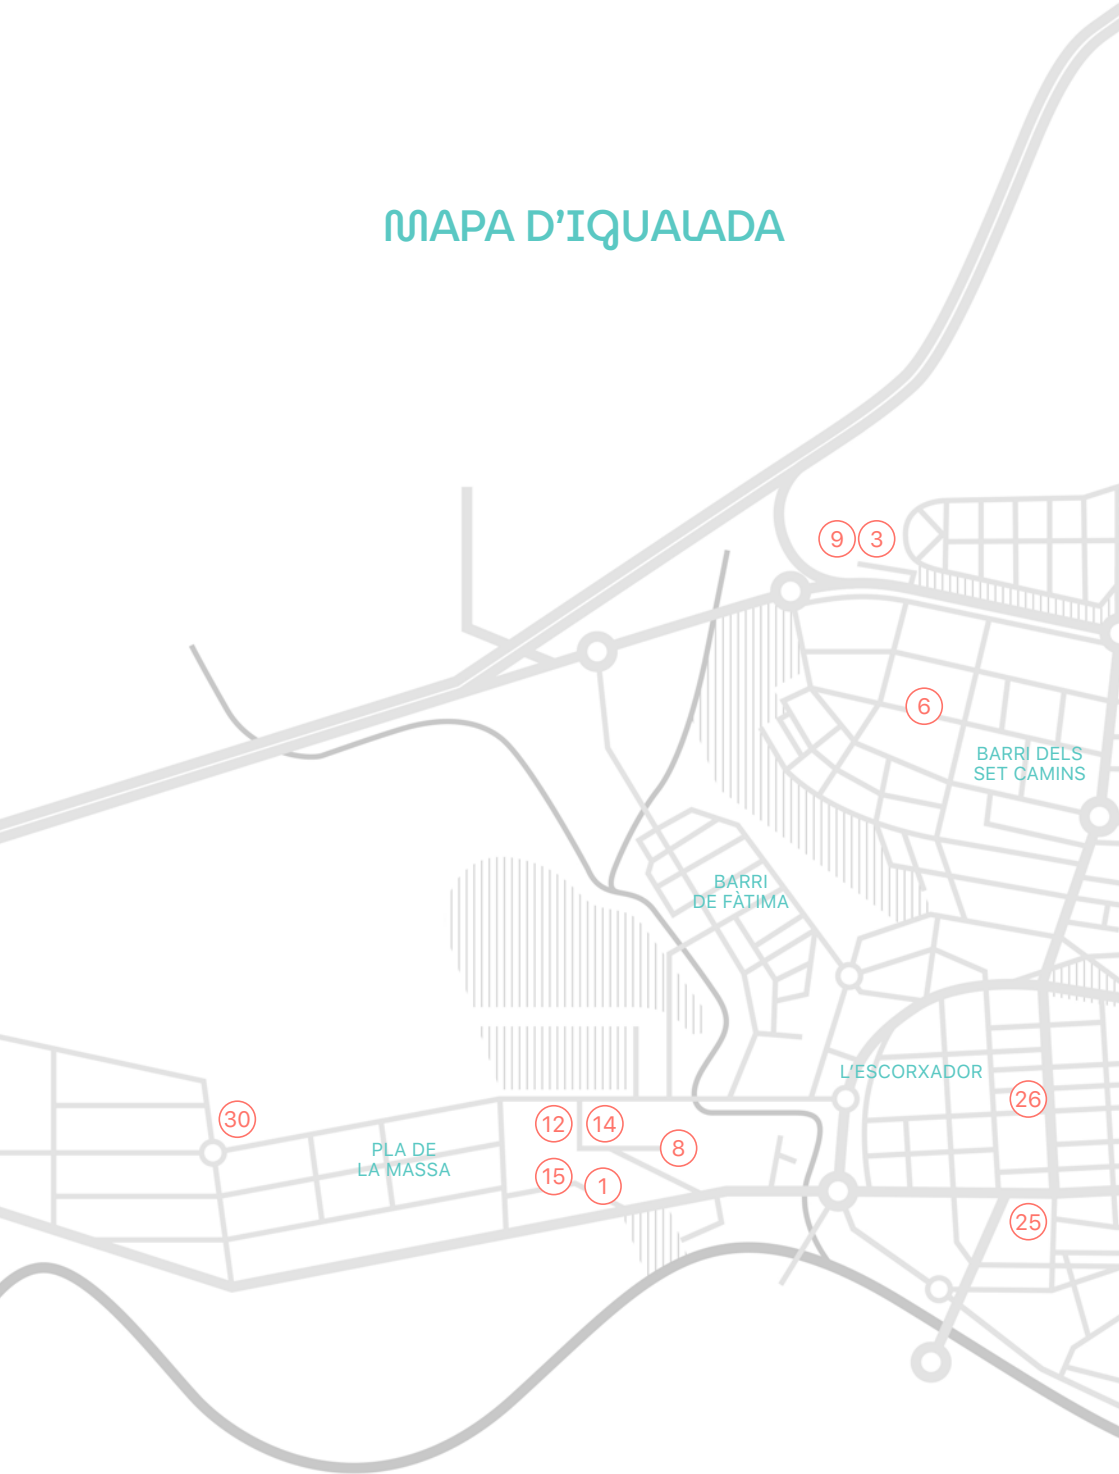 MAPA D'IGUALADA
9 3
6
BARRI DELS
SET CAMINS
BARRI
DE FÀTIMA
L'ESCORXADOR
26
30
12 14
8
PLA DE
LA MASSA
15 1
25